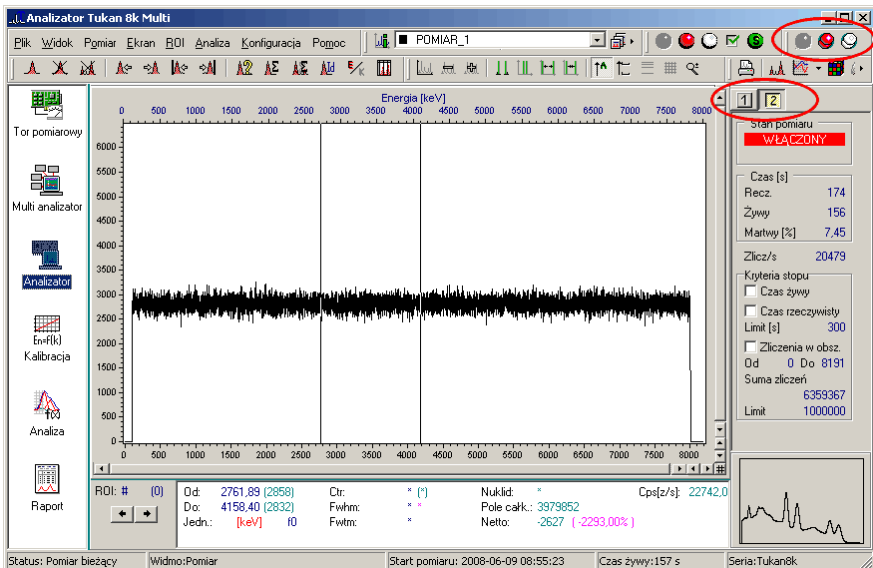 Analizator Tukan 8k Multi
Plik Widok Pomiar Ekran ROI Analiza Konfiguracja Pomoc
POMIAR_1
Tor pomiarowy
Multi analizator
Analizator
En=f(k)
Kalibracja
f(x)
Analiza
Raport
Energia [keV]
0 500 1000 1500 2000 2500 3000 3500 4000 4500 5000 5500 6000 6500 7000 7500 8000
6000
5500
5000
4500
4000
3500
3000
2500
2000
1500
1000
500
0
0 500 1000 1500 2000 2500 3000 3500 4000 4500 5000 5500 6000 6500 7000 7500 8000
1 2
Stan pomiaru
WŁĄCZONY
Czas [s]
Recz. 174
Żywy 156
Martwy [%] 7,45
Zlicz/s 20479
Kryteria stopu
Czas żywy
Czas rzeczywisty
Limit [s] 300
Zliczenia w obsz.
Od 0 Do 8191
Suma zliczeń
6359367
Limit 1000000
ROI: # (0)
Od: 2761,89 (2858) Ctr: * (*) Nuklid: * Cps[z/s]: 22742,0
Do: 4158,40 (2832) Fwhm: * * Pole całk.: 3979852
Jedn.: [keV] f0 Fwtm: * Netto: -2627 (-2293,00%)
Status: Pomiar bieżący Widmo:Pomiar Start pomiaru: 2008-06-09 08:55:23 Czas żywy:157 s Seria:Tukan8k